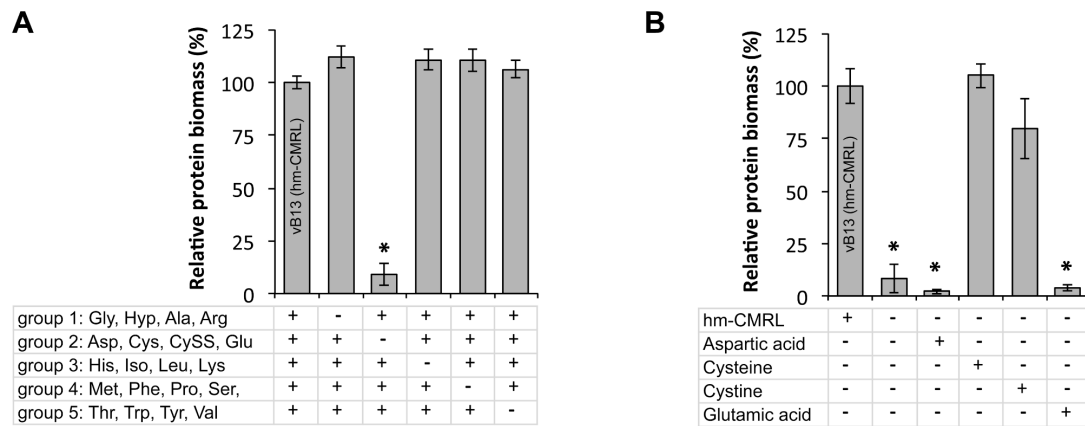 A
Relative protein biomass (%)
125
100
75
50
25
0
vB13 (hm-CMRL)
*
group 1: Gly, Hyp, Ala, Arg + - + + + +
group 2: Asp, Cys, CySS, Glu + + - + + +
group 3: His, Iso, Leu, Lys + + + - + +
group 4: Met, Phe, Pro, Ser, + + + + - +
group 5: Thr, Trp, Tyr, Val + + + + + -
B
Relative protein biomass (%)
125
100
75
50
25
0
vB13 (hm-CMRL)
* * *
hm-CMRL + - - - - -
Aspartic acid - - + - - -
Cysteine - - - + - -
Cystine - - - - + -
Glutamic acid - - - - - +